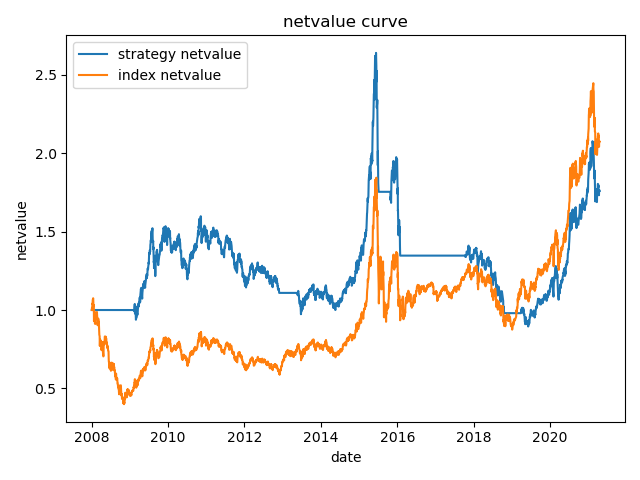 netvalue curve
strategy netvalue
index netvalue
2.5
2.0
1.5
1.0
0.5
netvalue
2008 2010 2012 2014 2016 2018 2020
date